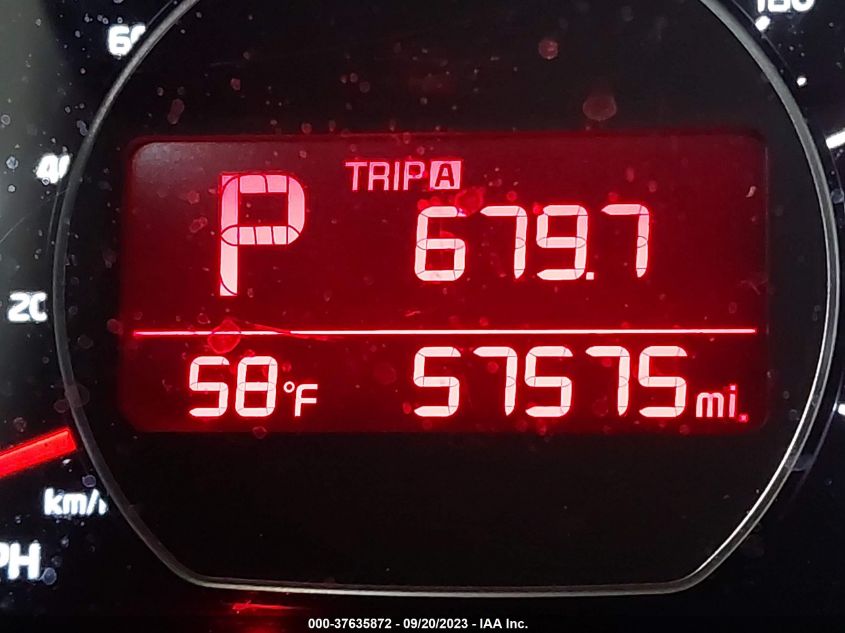 60
40
20
km/
PH
TRIP A
P
679.7
58°F
57575 mi.
000-37635872 - 09/20/2023 - IAA Inc.